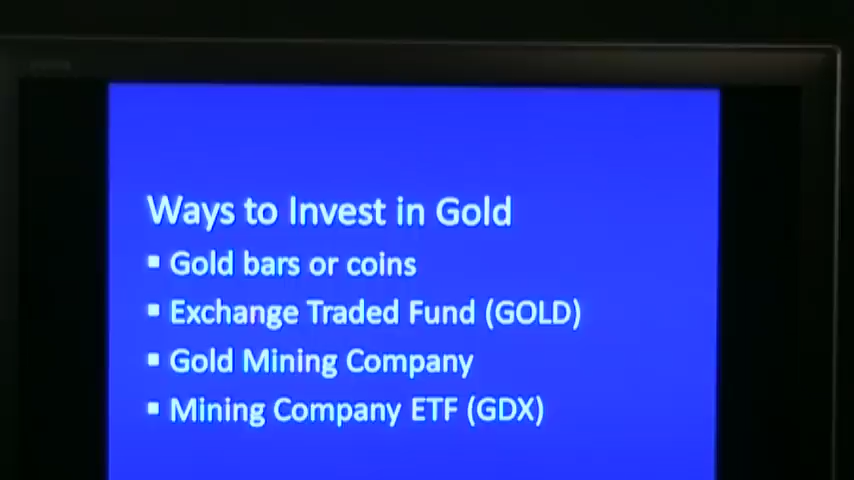 Ways to Invest in Gold
▪ Gold bars or coins
▪ Exchange Traded Fund (GOLD)
▪ Gold Mining Company
▪ Mining Company ETF (GDX)